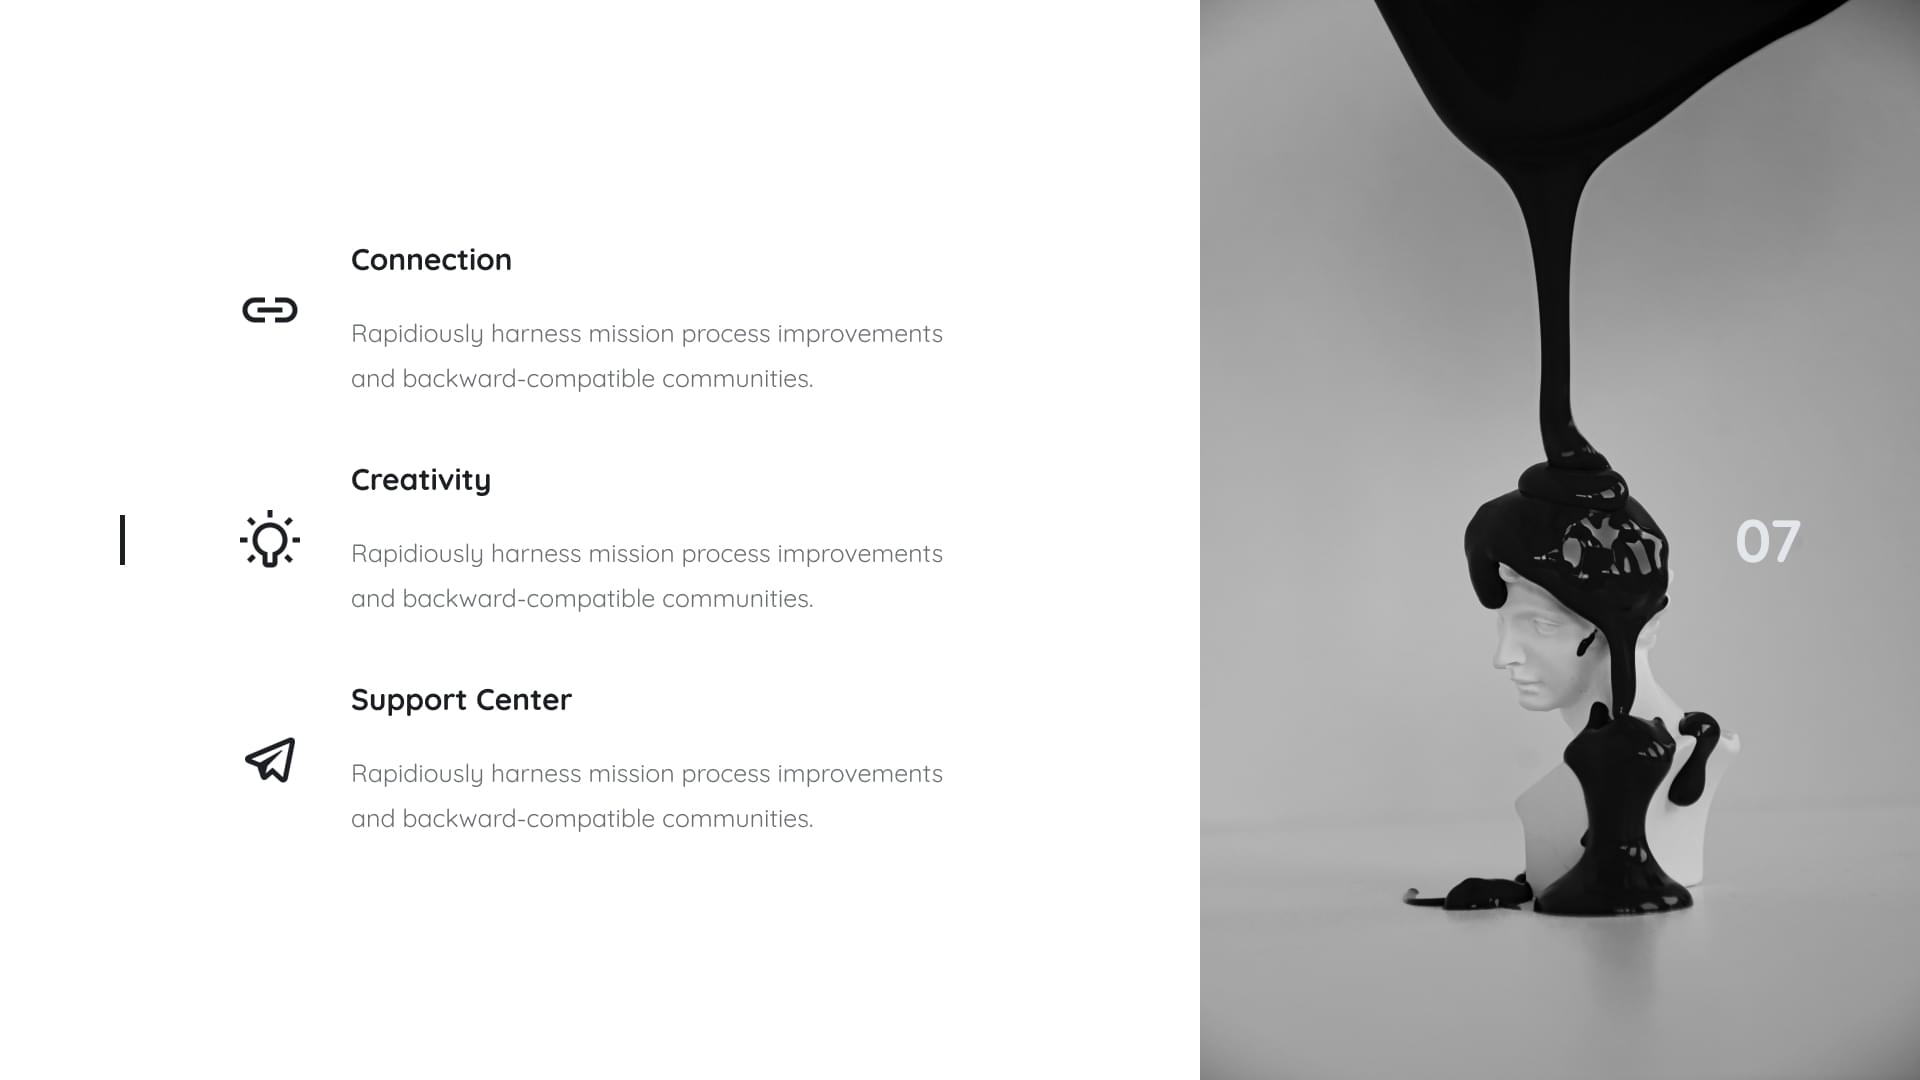 Connection
Rapidiously harness mission process improvements
and backward-compatible communities.
Creativity
Rapidiously harness mission process improvements
and backward-compatible communities.
Support Center
Rapidiously harness mission process improvements
and backward-compatible communities.
07